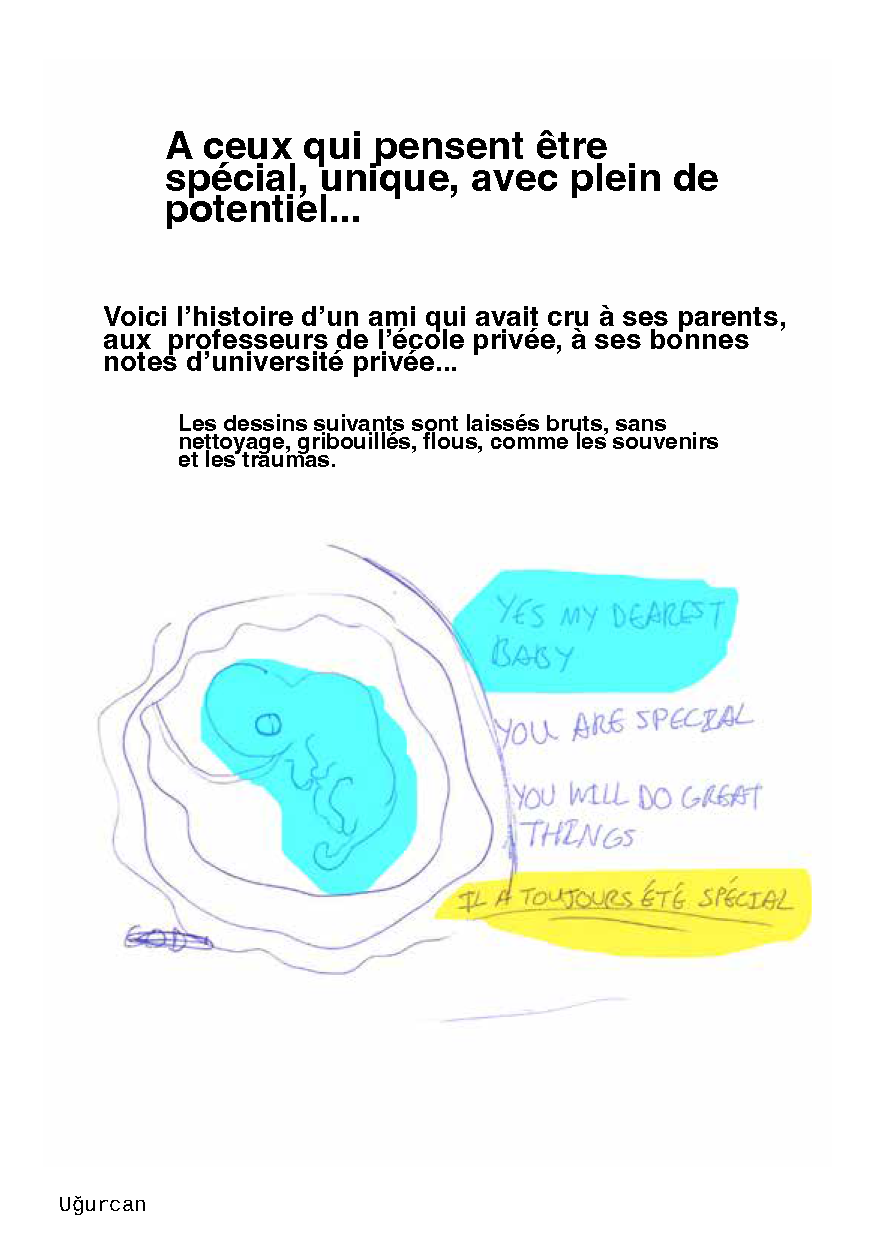 A ceux qui pensent être
spécial, unique, avec plein de
potentiel...
Voici l'histoire d'un ami qui avait cru à ses parents,
aux  professeurs de l'école privée, à ses bonnes
notes d'université privée...
Les dessins suivants sont laissés bruts, sans
nettoyage, gribouillés, flous, comme les souvenirs
et les traumas.
YES MY DEAREST
BABY
YOU ARE SPECIAL
YOU WILL DO GREAT
THINGS
IL A TOUJOURS ÉTÉ SPÉCIAL
Uğurcan